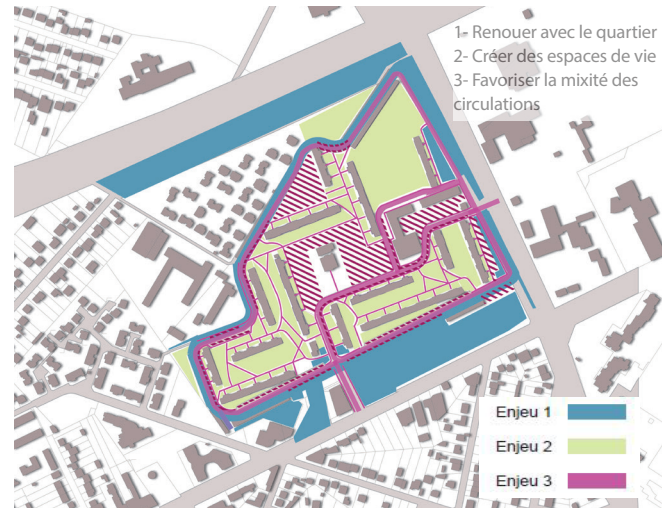 1- Renouer avec le quartier
2- Créer des espaces de vie
3- Favoriser la mixité des
circulations
Enjeu 1
Enjeu 2
Enjeu 3